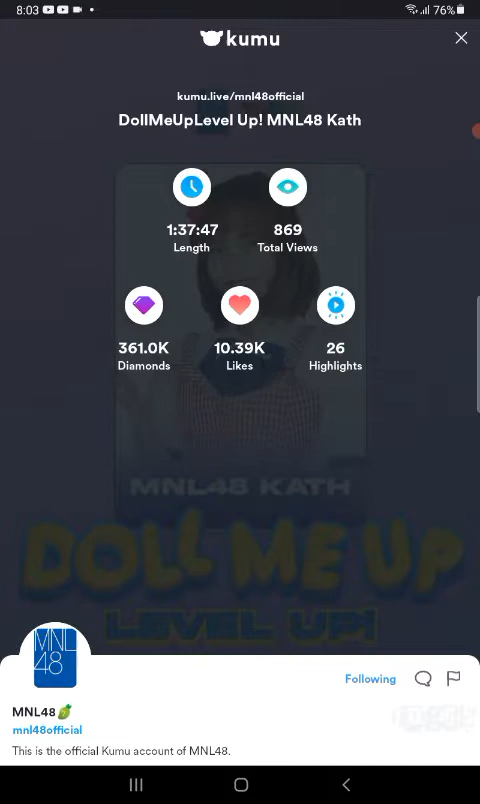 8:03
76%
kumu
kumu.live/mnl48official
DollMeUpLevel Up! MNL48 Kath
1:37:47
Length
869
Total Views
361.0K
Diamonds
10.39K
Likes
26
Highlights
MNL48 KATH
DOLL ME UP
LEVEL UP!
MNL
48
Following
MNL48
mnl48official
This is the official Kumu account of MNL48.